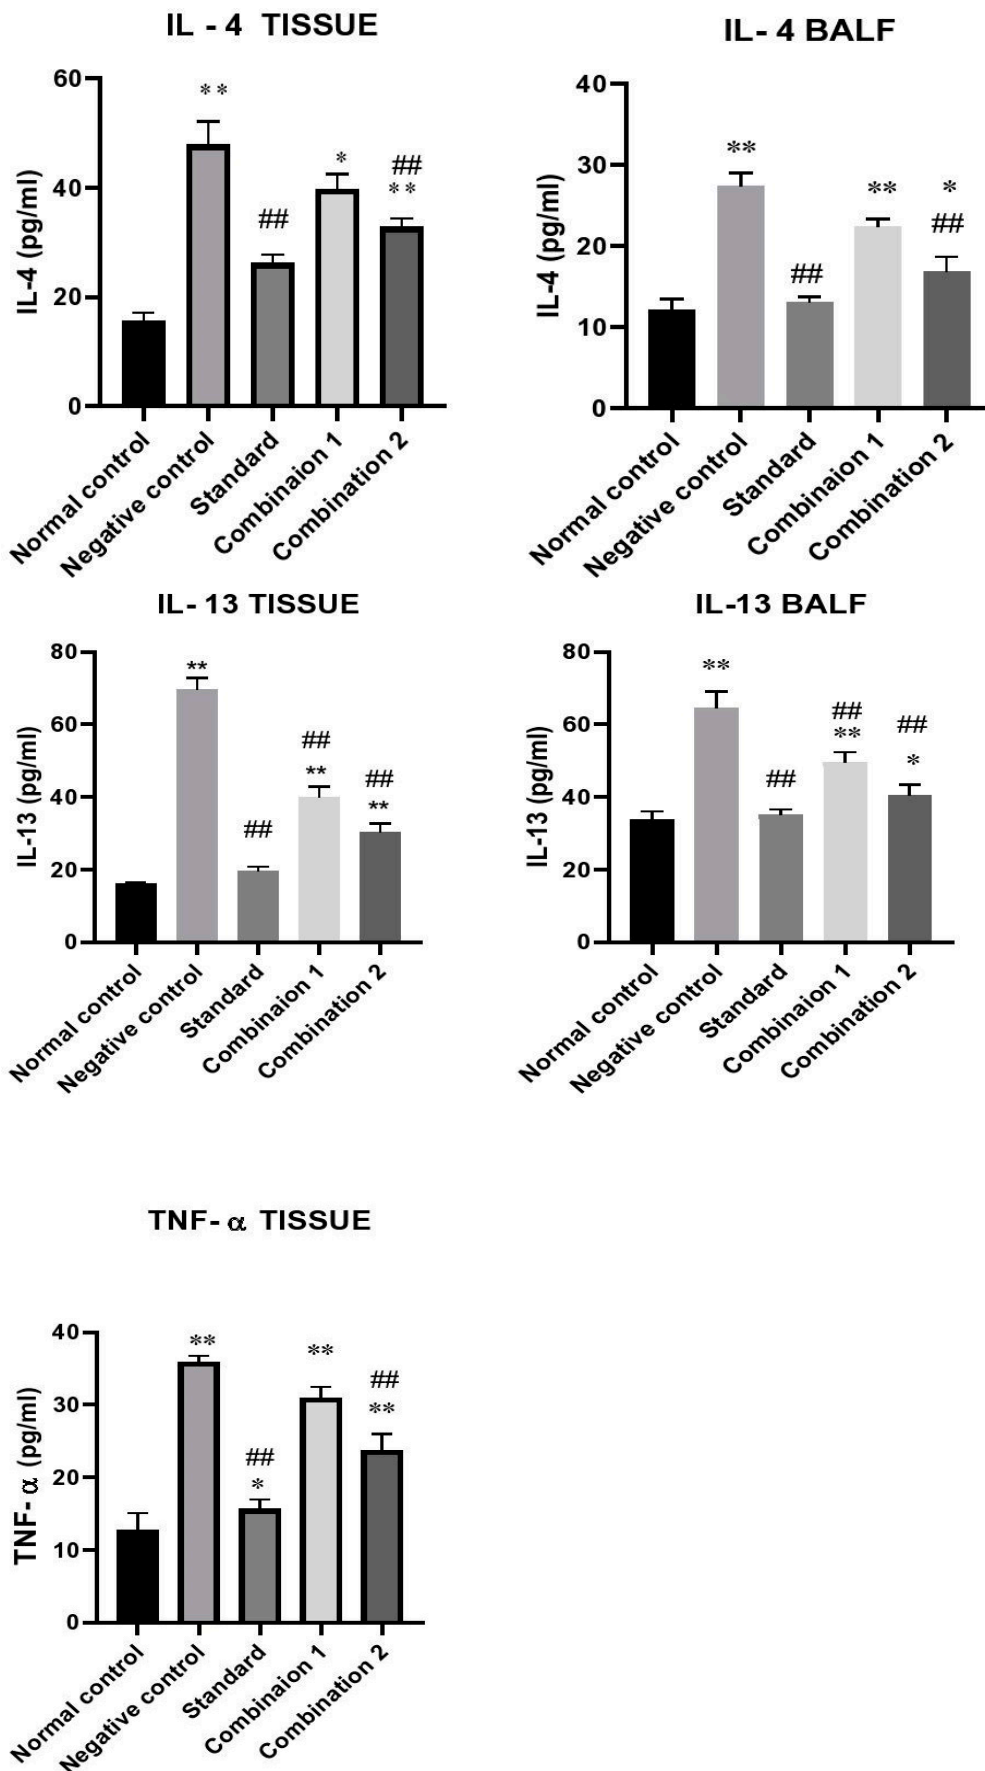 IL - 4 TISSUE
IL-4 (pg/ml)
60
40
20
0
**
##
*
##
**
Normal control
Negative control
Standard
Combinaion 1
Combination 2
IL- 4 BALF
IL-4 (pg/ml)
40
30
20
10
0
**
##
**
*
##
Normal control
Negative control
Standard
Combinaion 1
Combination 2
IL- 13 TISSUE
IL-13 (pg/ml)
80
60
40
20
0
**
##
##
**
##
**
Normal control
Negative control
Standard
Combinaion 1
Combination 2
IL-13 BALF
IL-13 (pg/ml)
80
60
40
20
0
**
##
##
**
##
*
Normal control
Negative control
Standard
Combinaion 1
Combination 2
TNF- α TISSUE
TNF- α (pg/ml)
40
30
20
10
0
**
##
*
**
##
**
Normal control
Negative control
Standard
Combinaion 1
Combination 2